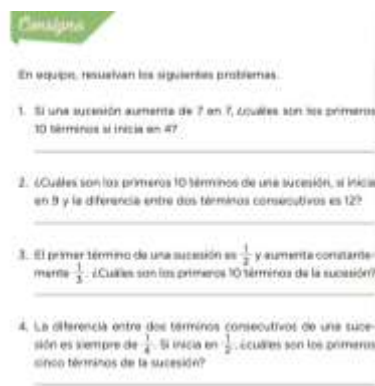 Consigna
En equipo, resuelvan los siguientes problemas.
1. Si una sucesión aumenta de 7 en 7, ¿cuáles son los primeros
10 términos si inicia en 4?
2. ¿Cuáles son los primeros 10 términos de una sucesión, si inicia
en 9 y la diferencia entre dos términos consecutivos es 12?
3. El primer término de una sucesión es 1/2 y aumenta constante-
mente 1/3. ¿Cuáles son los primeros 10 términos de la sucesión?
4. La diferencia entre dos términos consecutivos de una suce-
sión es siempre de 1/4. Si inicia en 1/2, ¿cuáles son los primeros
cinco términos de la sucesión?